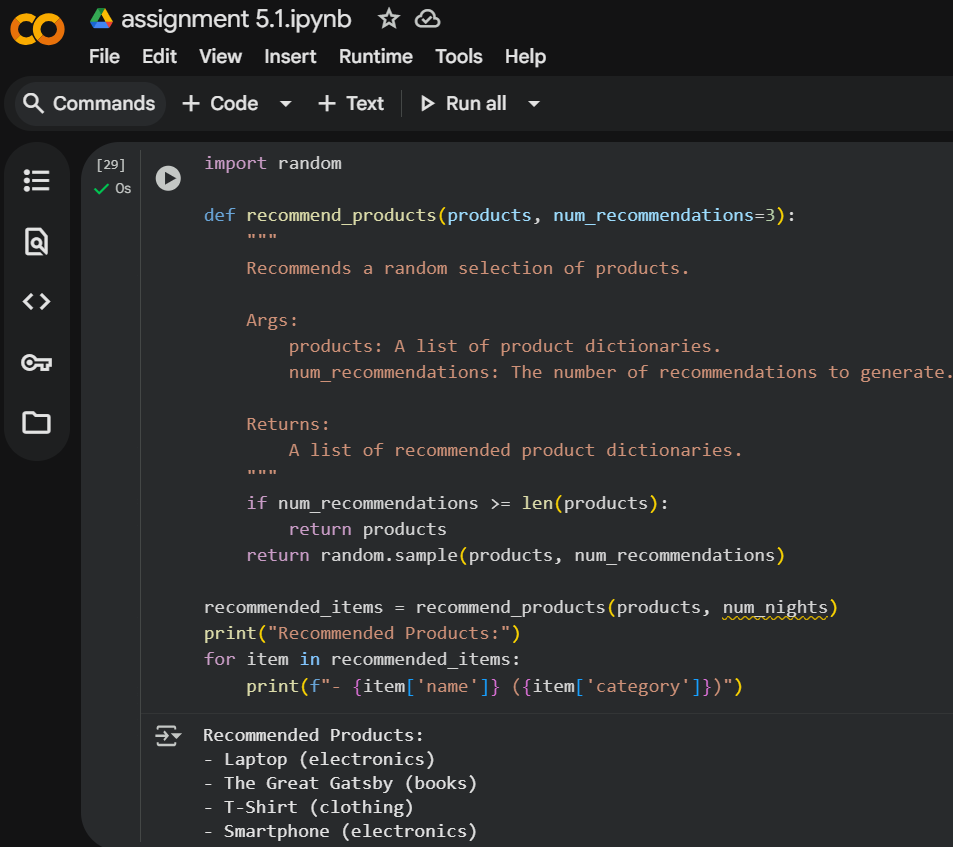 assignment 5.1.ipynb
File Edit View Insert Runtime Tools Help
Commands + Code + Text Run all
[29]
0s
import random
def recommend_products(products, num_recommendations=3):
"""
Recommends a random selection of products.
Args:
products: A list of product dictionaries.
num_recommendations: The number of recommendations to generate.
Returns:
A list of recommended product dictionaries.
"""
if num_recommendations >= len(products):
return products
return random.sample(products, num_recommendations)
recommended_items = recommend_products(products, num_nights)
print("Recommended Products:")
for item in recommended_items:
print(f"- {item['name']} ({item['category']})")
Recommended Products:
- Laptop (electronics)
- The Great Gatsby (books)
- T-Shirt (clothing)
- Smartphone (electronics)